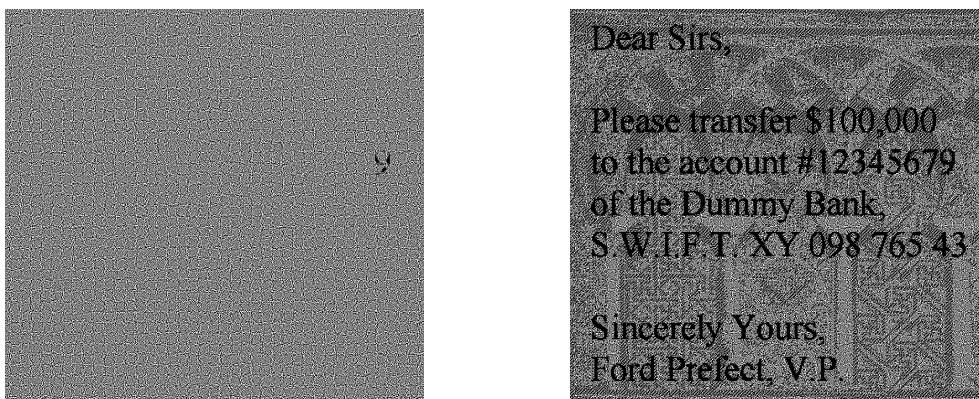 9
Dear Sirs,
Please transfer $100,000
to the account #12345679
of the Dummy Bank,
S.W.I.F.T. XY 098 765 43
Sincerely Yours,
Ford Prefect, V.P.